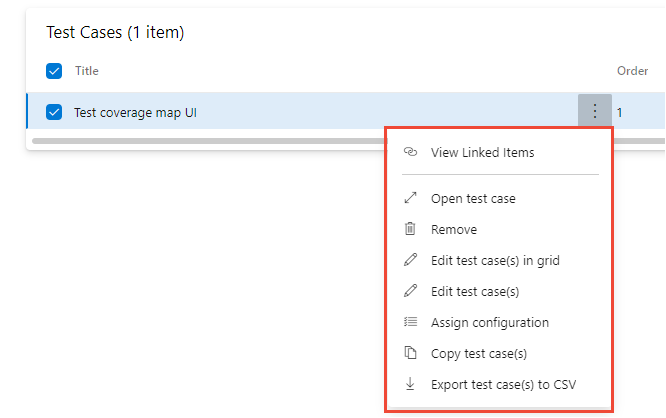 Test Cases (1 item)
Title Order
Test coverage map UI 1
View Linked Items
Open test case
Remove
Edit test case(s) in grid
Edit test case(s)
Assign configuration
Copy test case(s)
Export test case(s) to CSV